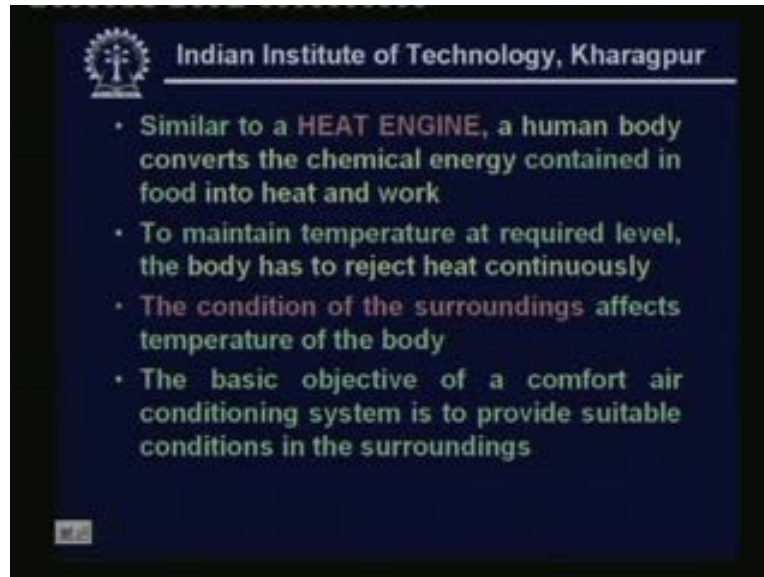 Indian Institute of Technology, Kharagpur
• Similar to a HEAT ENGINE, a human body
converts the chemical energy contained in
food into heat and work
• To maintain temperature at required level,
the body has to reject heat continuously
• The condition of the surroundings affects
temperature of the body
• The basic objective of a comfort air
conditioning system is to provide suitable
conditions in the surroundings